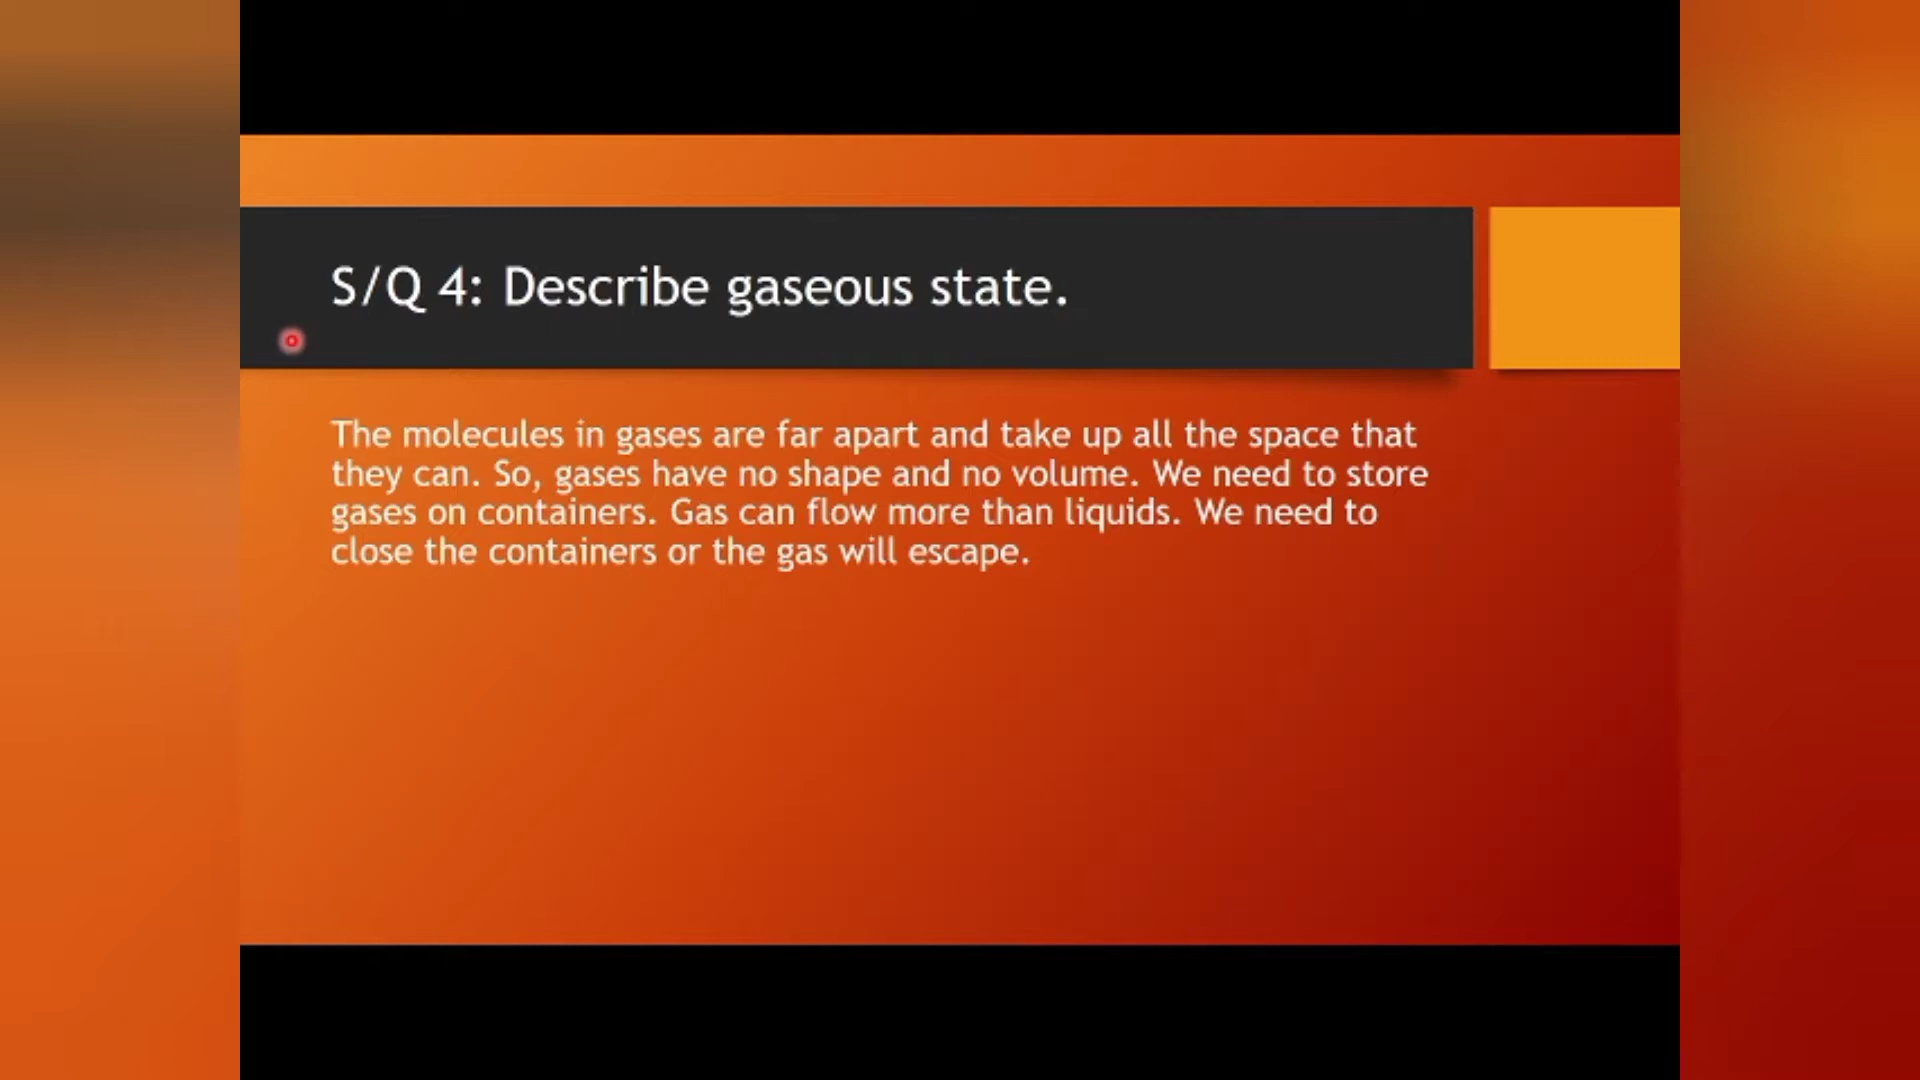 S/Q 4: Describe gaseous state.
The molecules in gases are far apart and take up all the space that
they can. So, gases have no shape and no volume. We need to store
gases on containers. Gas can flow more than liquids. We need to
close the containers or the gas will escape.